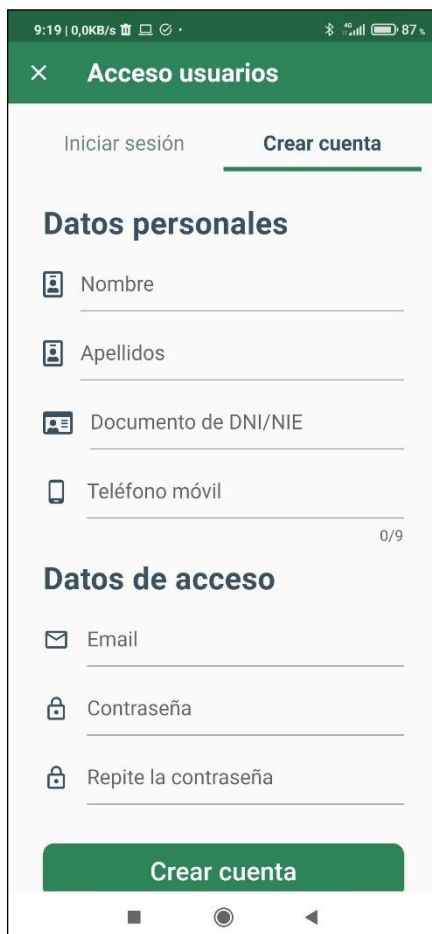 9:19 | 0,0KB/s
4G 87%
Acceso usuarios
Iniciar sesión Crear cuenta
Datos personales
Nombre
Apellidos
Documento de DNI/NIE
Teléfono móvil
0/9
Datos de acceso
Email
Contraseña
Repite la contraseña
Crear cuenta